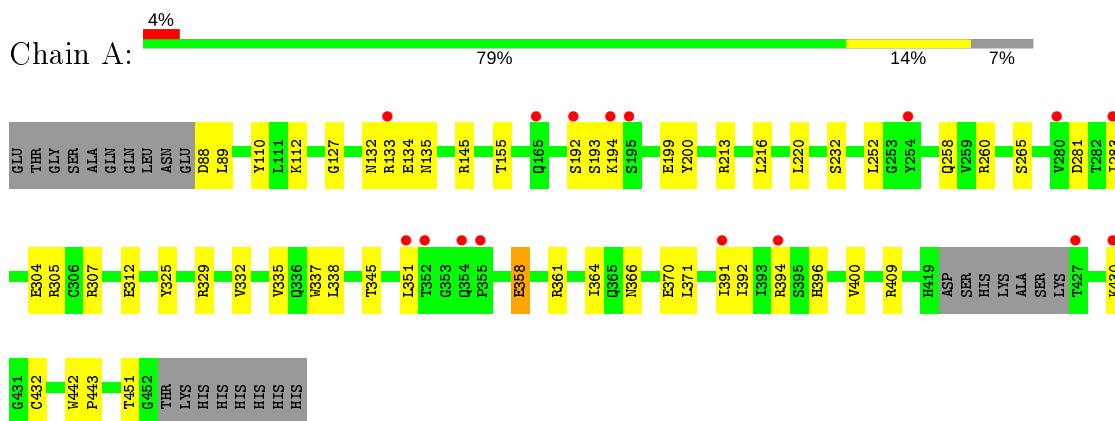 4%
Chain A:
79% 14% 7%
GLU THR GLY SER ALA GLN GLN LEU ASN GLU D88 L89 Y110 L111 K112 G127 N132 R133 E134 N135 R145 T155 Q165 S192 S193 K194 S195 E199 Y200 R213 L216 L220 S232 L252 G253 Y254 Q258 V259 R260 S265 V280 D281 T282
E304 R305 C306 R307 E312 Y325 R329 V332 V335 Q336 W337 L338 T345 L351 T352 G353 Q354 P355 E358 R361 I364 Q365 N366 E370 L371 I391 I392 I393 R394 S395 H396 V400 R409 H419 ASP SER HIS LYS ALA SER LYS T427
G431 C432 W442 P443 T451 G452 THR LYS HIS HIS HIS HIS HIS HIS